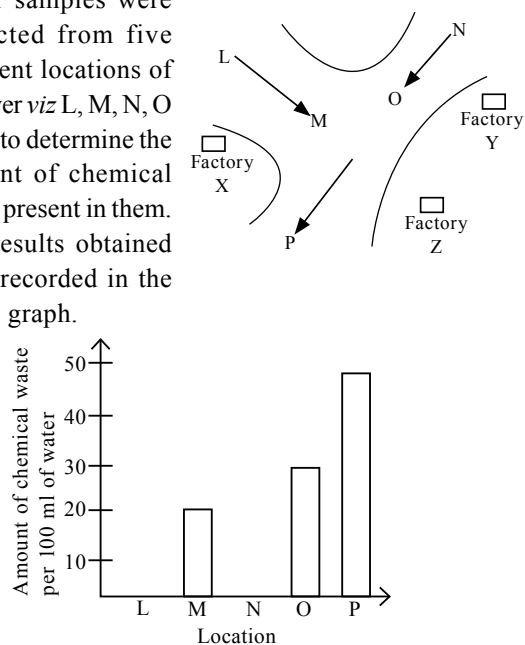 samples were
cted from five
ent locations of
ver viz L, M, N, O
to determine the
nt of chemical
present in them.
esults obtained
recorded in the
graph.
L
N
O
M
P
Factory
X
Factory
Y
Factory
Z
Amount of chemical waste
per 100 ml of water
50
40
30
20
10
L M N O P
Location